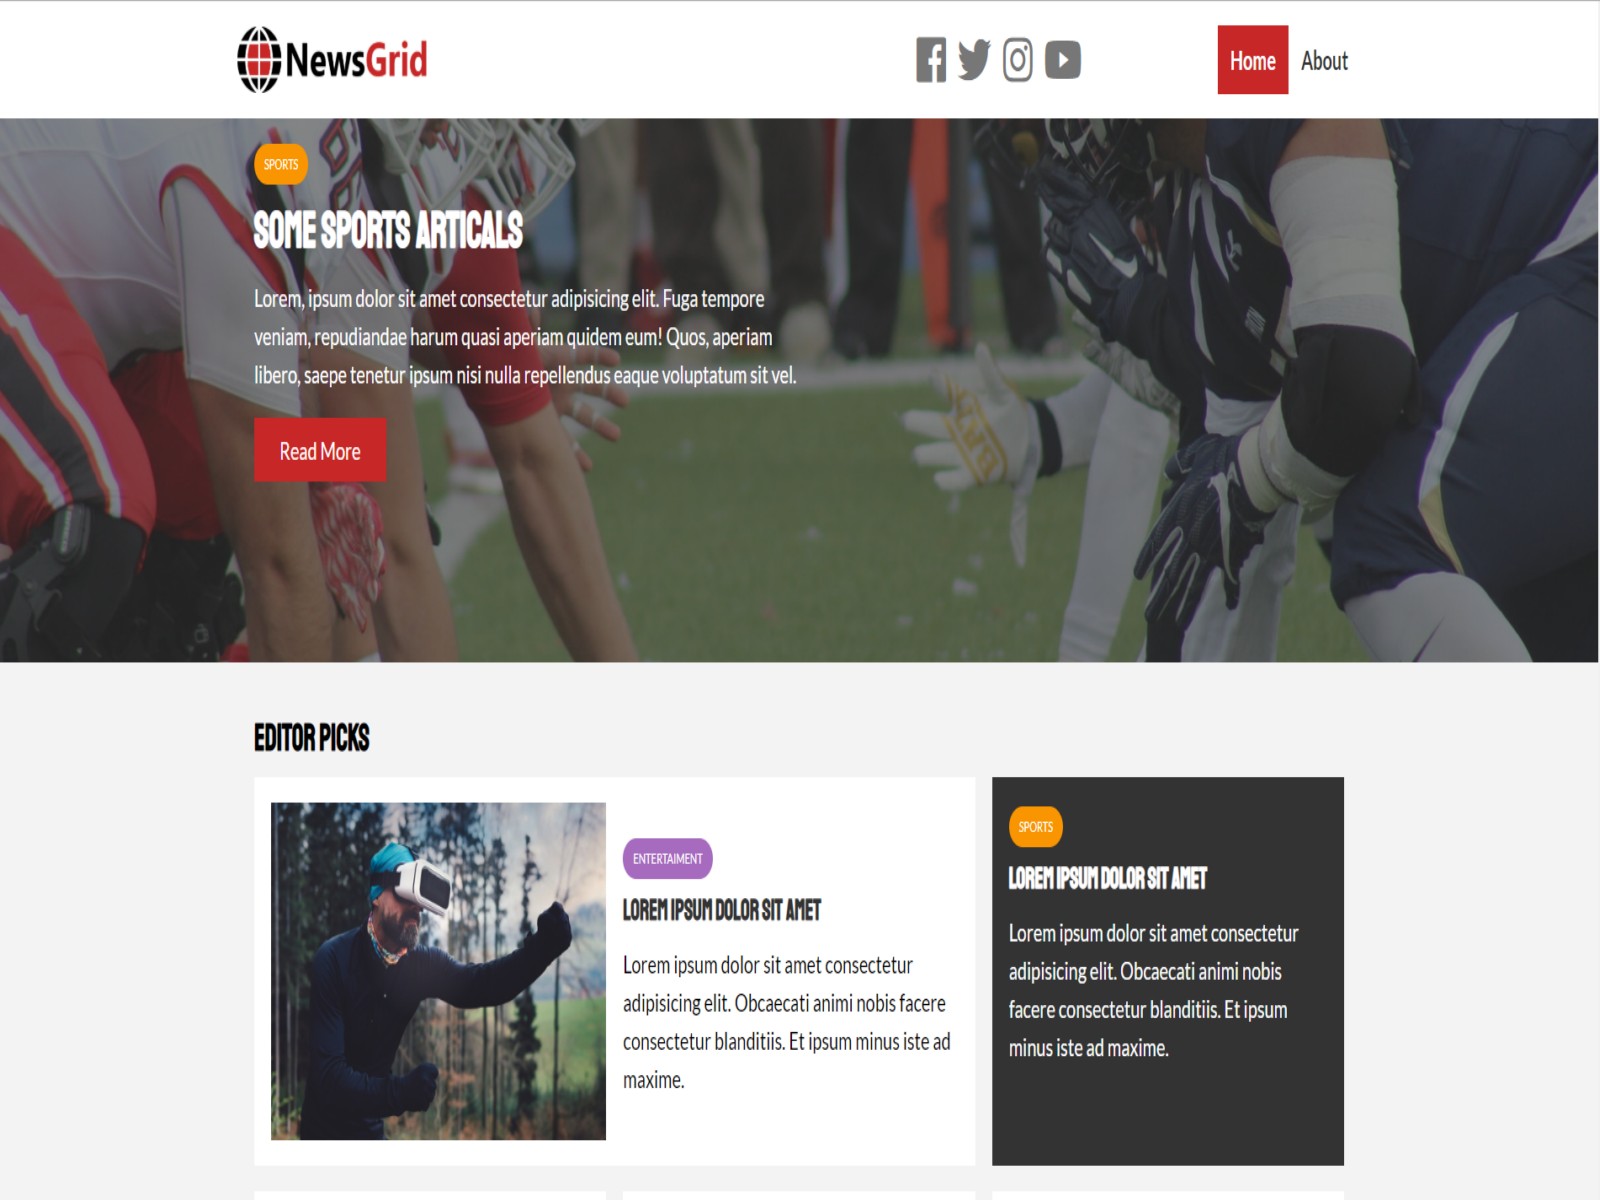 NewsGrid
Home
About
SPORTS
SOME SPORTS ARTICALS
Lorem, ipsum dolor sit amet consectetur adipisicing elit. Fuga tempore
veniam, repudiandae harum quasi aperiam quidem eum! Quos, aperiam
libero, saepe tenetur ipsum nisi nulla repellendus eaque voluptatum sit vel.
Read More
EDITOR PICKS
ENTERTAIMENT
LOREM IPSUM DOLOR SIT AMET
Lorem ipsum dolor sit amet consectetur
adipisicing elit. Obcaecati animi nobis facere
consectetur blanditiis. Et ipsum minus iste ad
maxime.
SPORTS
LOREM IPSUM DOLOR SIT AMET
Lorem ipsum dolor sit amet consectetur
adipisicing elit. Obcaecati animi nobis
facere consectetur blanditiis. Et ipsum
minus iste ad maxime.